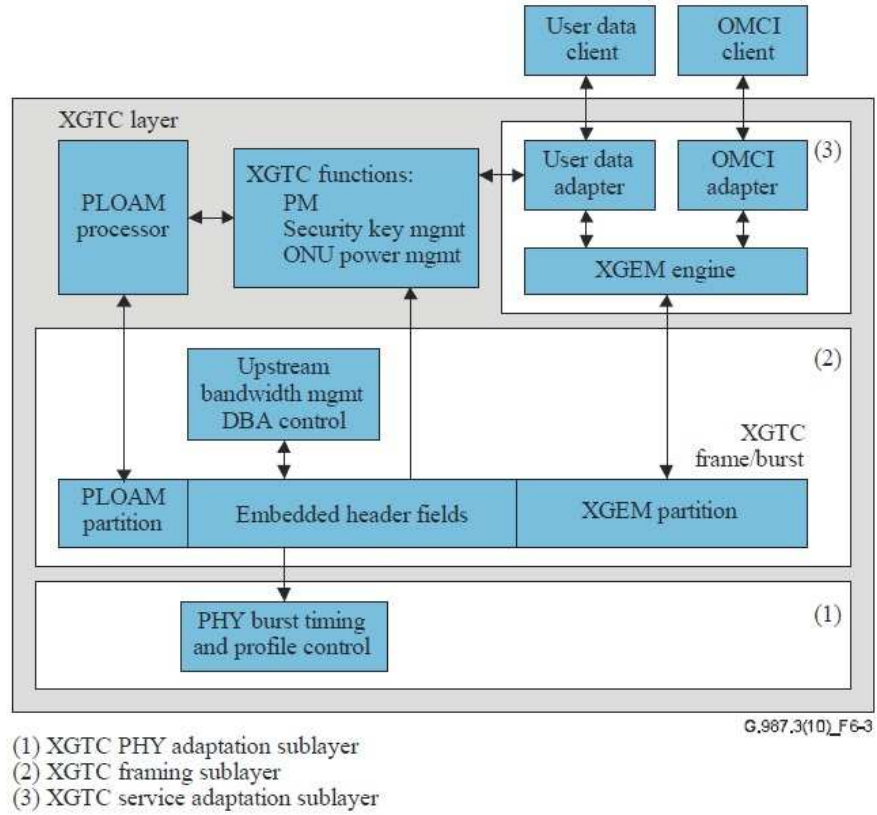 User data
client
OMCI
client
XGTC layer
(3)
PLOAM
processor
XGTC functions:
PM
Security key mgmt
ONU power mgmt
User data
adapter
OMCI
adapter
XGEM engine
(2)
Upstream
bandwidth mgmt
DBA control
XGTC
frame/burst
PLOAM
partition
Embedded header fields
XGEM partition
(1)
PHY burst timing
and profile control
G.987.3(10)_F6-3
(1) XGTC PHY adaptation sublayer
(2) XGTC framing sublayer
(3) XGTC service adaptation sublayer